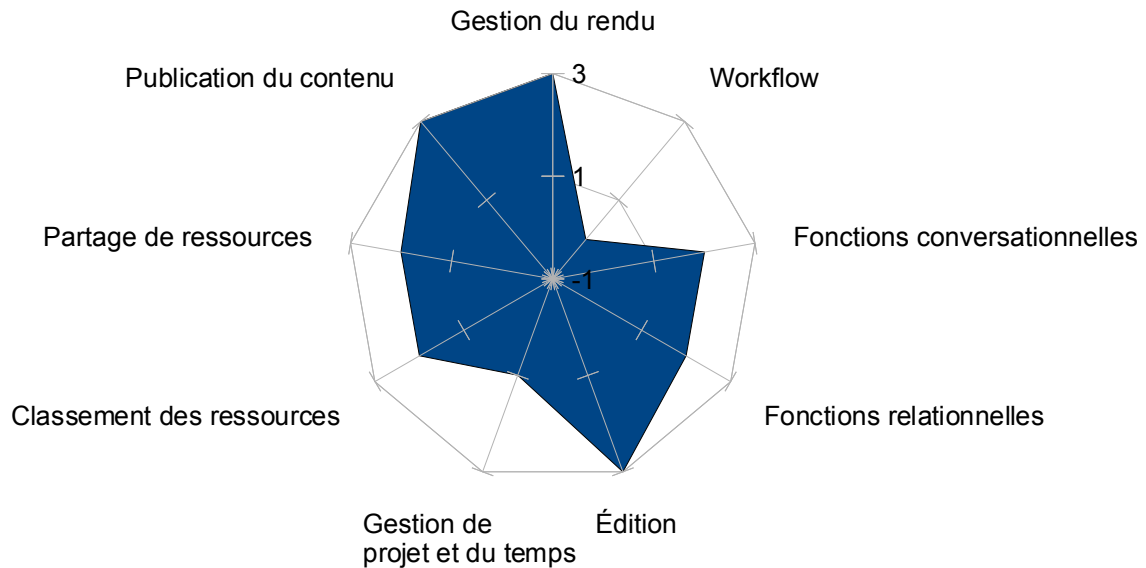 Gestion du rendu
Publication du contenu
3
Workflow
1
Partage de ressources
Fonctions conversationnelles
-1
Classement des ressources
Fonctions relationnelles
Gestion de
projet et du temps
Édition